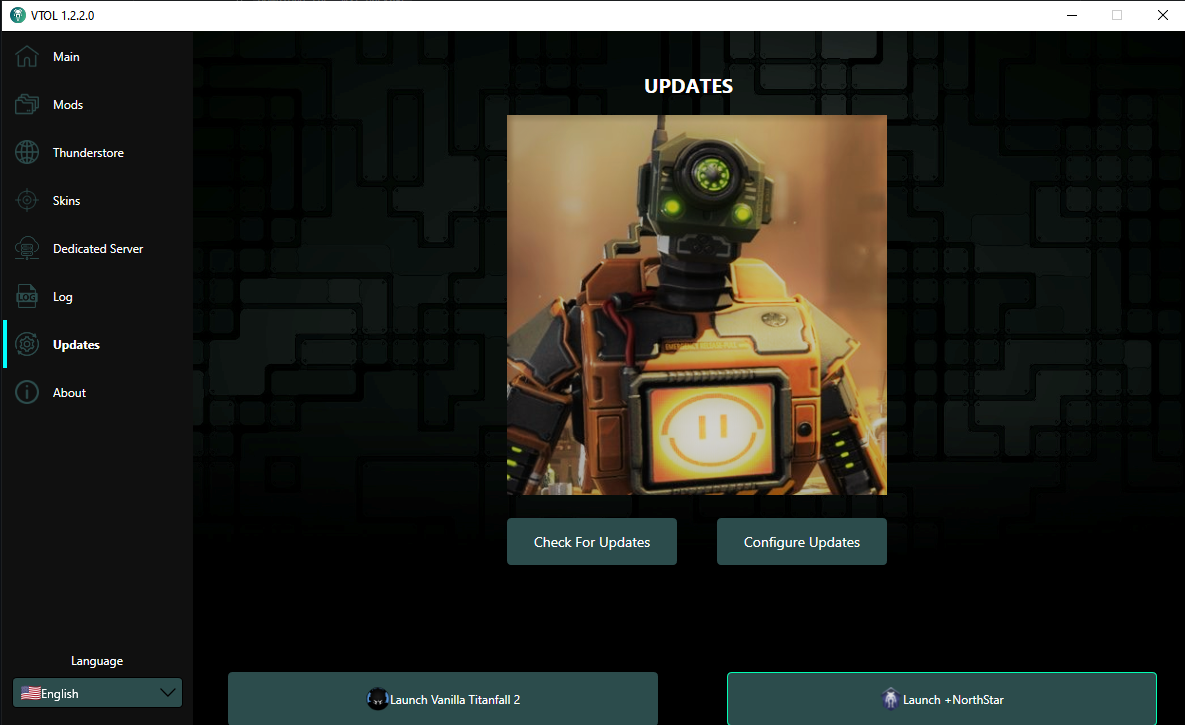 VTOL 1.2.2.0
Main
Mods
Thunderstore
Skins
Dedicated Server
LOG
Log
Updates
About
Language
English
UPDATES
Check For Updates
Configure Updates
Launch Vanilla Titanfall 2
Launch +NorthStar